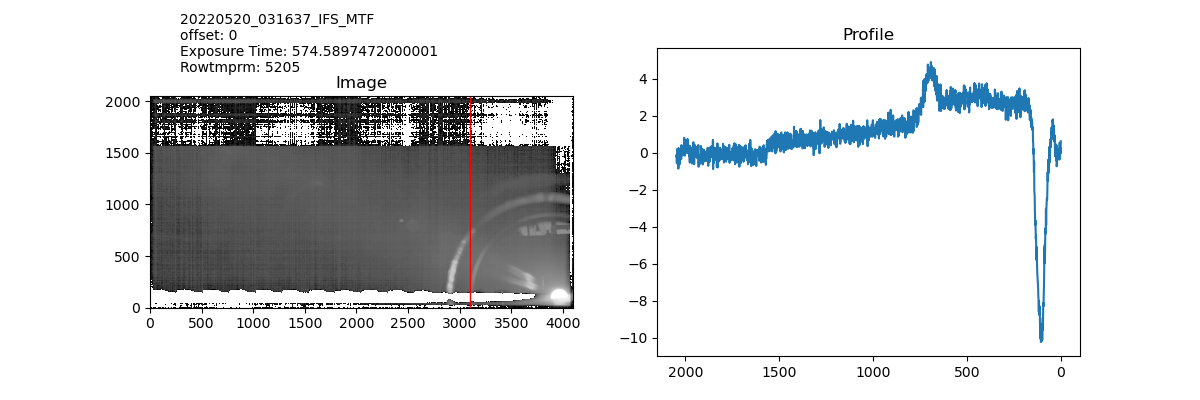 20220520_031637_IFS_MTF
offset: 0
Exposure Time: 574.5897472000001
Rowtmprm: 5205
Image
2000
1500
1000
500
0
0 500 1000 1500 2000 2500 3000 3500 4000
Profile
4
2
0
−2
−4
−6
−8
−10
2000 1500 1000 500 0